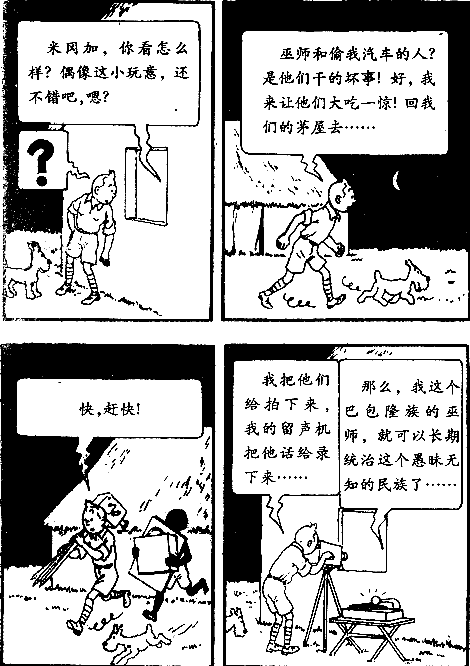 米冈加，你看怎么
样？偶像这小玩意，还
不错吧，嗯？
?
巫师和偷我汽车的人？
是他们干的坏事！好，我
来让他们大吃一惊！回我
们的茅屋去……
快，赶快！
我把他们
给拍下来，
我的留声机
把他话给录
下来……
那么，我这个
巴包隆族的巫
师，就可以长期
统治这个愚昧无
知的民族了……